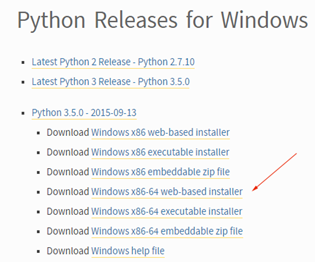 Python Releases for Windows
Latest Python 2 Release - Python 2.7.10
Latest Python 3 Release - Python 3.5.0
Python 3.5.0 - 2015-09-13
Download Windows x86 web-based installer
Download Windows x86 executable installer
Download Windows x86 embeddable zip file
Download Windows x86-64 web-based installer
Download Windows x86-64 executable installer
Download Windows x86-64 embeddable zip file
Download Windows help file